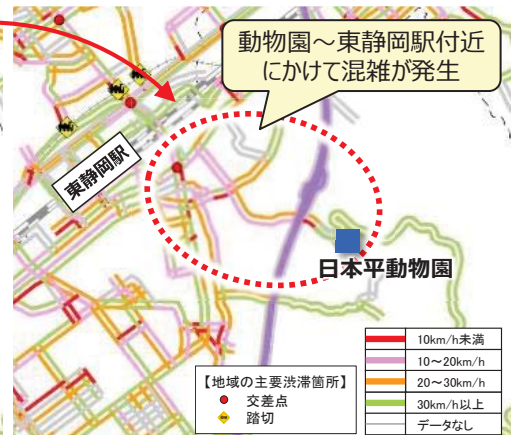 動物園～東静岡駅付近
にかけて混雑が発生
東静岡駅
日本平動物園
【地域の主要渋滞箇所】
交差点
踏切
10km/h未満
10～20km/h
20～30km/h
30km/h以上
データなし